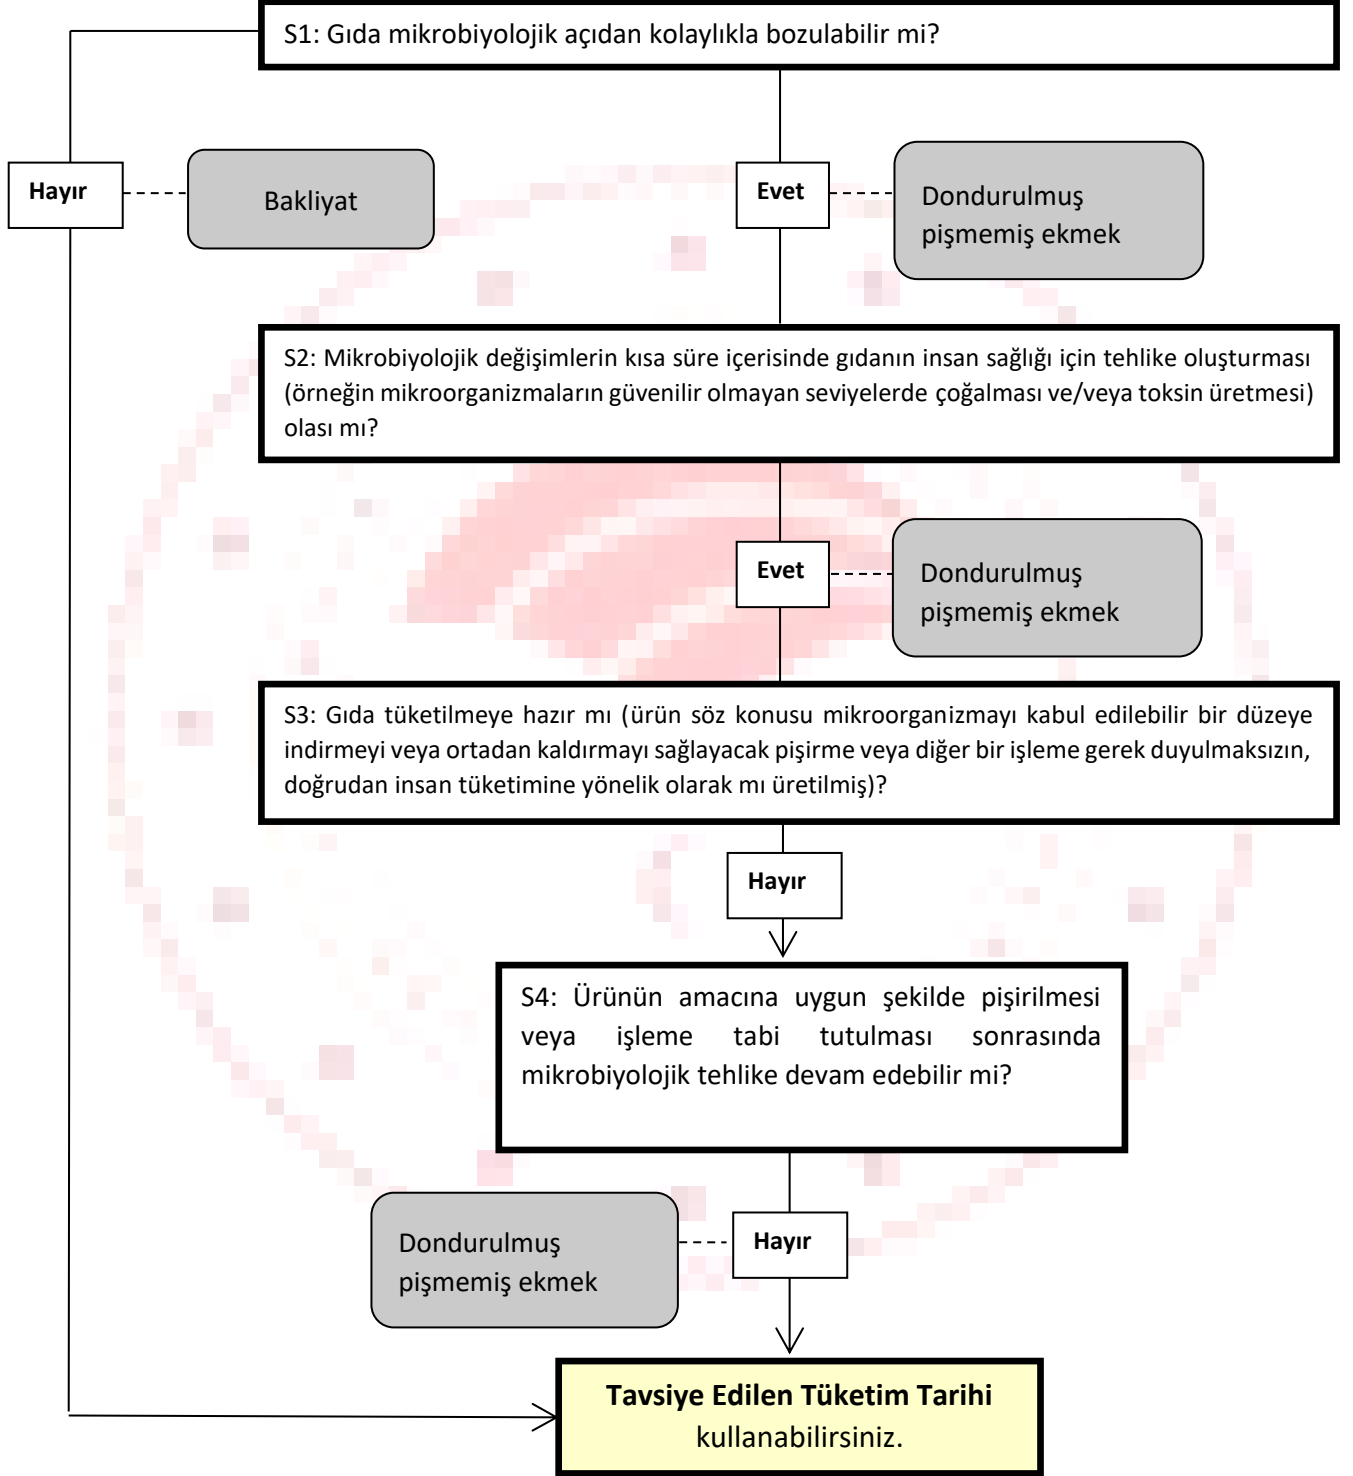 S1: Gıda mikrobiyolojik açıdan kolaylıkla bozulabilir mi?
Hayır
Bakliyat
Evet
Dondurulmuş
pişmemiş ekmek
S2: Mikrobiyolojik değişimlerin kısa süre içerisinde gıdanın insan sağlığı için tehlike oluşturması
(örneğin mikroorganizmaların güvenilir olmayan seviyelerde çoğalması ve/veya toksin üretmesi)
olası mı?
Evet
Dondurulmuş
pişmemiş ekmek
S3: Gıda tüketilmeye hazır mı (ürün söz konusu mikroorganizmayı kabul edilebilir bir düzeye
indirmeyi veya ortadan kaldırmayı sağlayacak pişirme veya diğer bir işleme gerek duyulmaksızın,
doğrudan insan tüketimine yönelik olarak mı üretilmiş)?
Hayır
S4: Ürünün amacına uygun şekilde pişirilmesi
veya işleme tabi tutulması sonrasında
mikrobiyolojik tehlike devam edebilir mi?
Dondurulmuş
pişmemiş ekmek
Hayır
Tavsiye Edilen Tüketim Tarihi
kullanabilirsiniz.